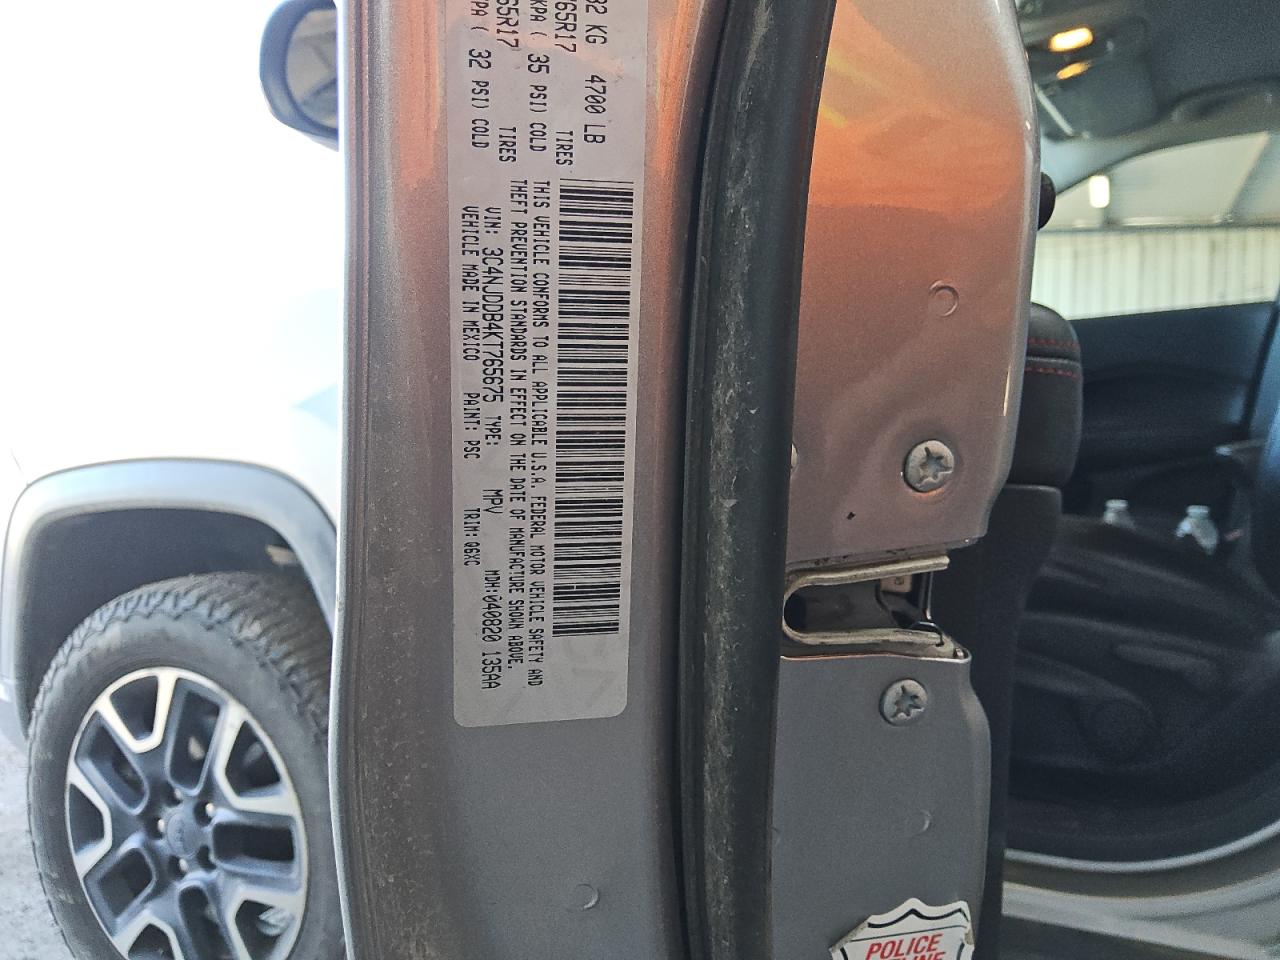 82 KG 4700 LB
65R17 TIRES
KPA ( 35 PSI) COLD
65R17 TIRES
KPA ( 32 PSI) COLD
THIS VEHICLE CONFORMS TO ALL APPLICABLE U.S.A. FEDERAL MOTOR VEHICLE SAFETY AND
THEFT PREVENTION STANDARDS IN EFFECT ON THE DATE OF MANUFACTURE SHOWN ABOVE.
VIN: 3C4NJDDB4KT765675 TYPE: MPV MDH:040820 135AA
VEHICLE MADE IN MEXICO PAINT: PSC TRIM: Q6XC
POLICE